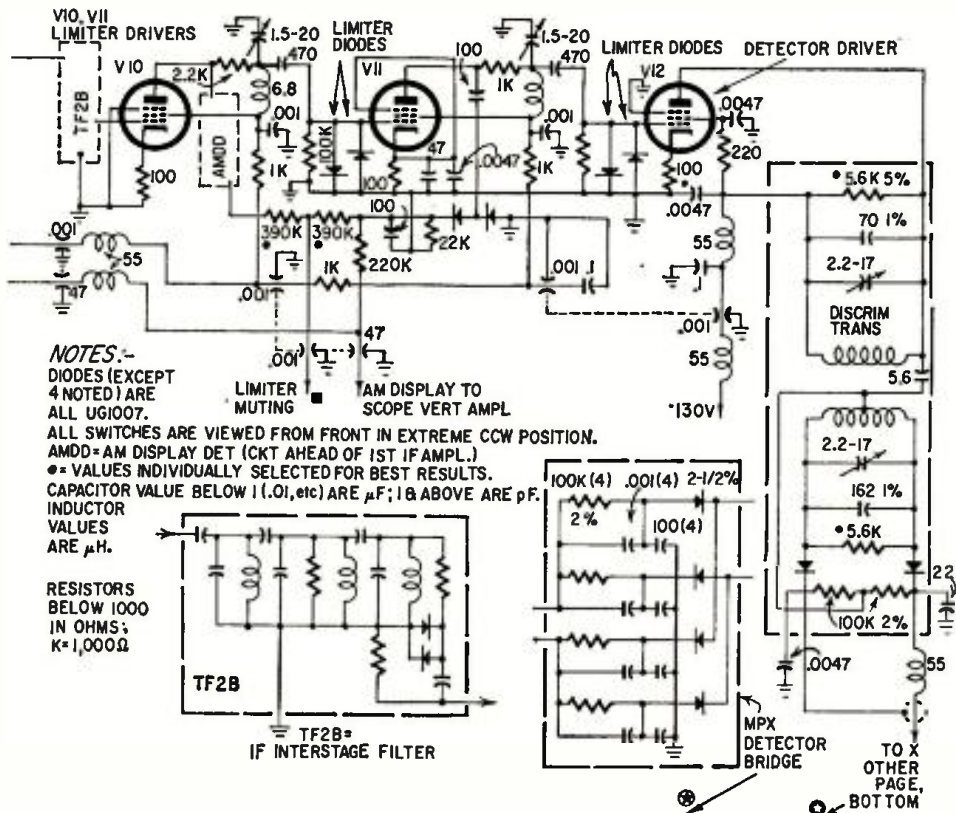 V10, V11
LIMITER DRIVERS
1.5-20
470
LIMITER
DIODES
1.5-20
470
100
LIMITER DIODES
DETECTOR DRIVER
V10
2.2K
V11
1K
V12
TF2B
6.8
.001
.001
.0047
AMDD
100K
47
.0047
220
100
1K
100
1K
100
.0047
5.6K 5%
70 1%
390K
390K
100
22K
55
2.2-17
.001
55
1K
220K
.001
.1
.1
DISCRIM
TRANS
47
.001
.001
5.6
47
.001
55
NOTES:-
DIODES (EXCEPT
4 NOTED) ARE
ALL UG1007.
LIMITER
MUTING
AM DISPLAY TO
SCOPE VERT AMPL
+130V
ALL SWITCHES ARE VIEWED FROM FRONT IN EXTREME CCW POSITION.
AMDD=AM DISPLAY DET (CKT AHEAD OF 1ST IF AMPL.)
●= VALUES INDIVIDUALLY SELECTED FOR BEST RESULTS.
CAPACITOR VALUE BELOW 1 (.01, etc) ARE µF; 1 & ABOVE ARE pF.
INDUCTOR
VALUES
ARE µH.
RESISTORS
BELOW 1000
IN OHMS;
K=1,000Ω
TF2B
TF2B=
IF INTERSTAGE FILTER
100K(4)
.001(4)
2-1/2%
2%
100(4)
MPX
DETECTOR
BRIDGE
2.2-17
162 1%
5.6K
22
100K 2%
.0047
55
TO X
OTHER
PAGE,
BOTTOM